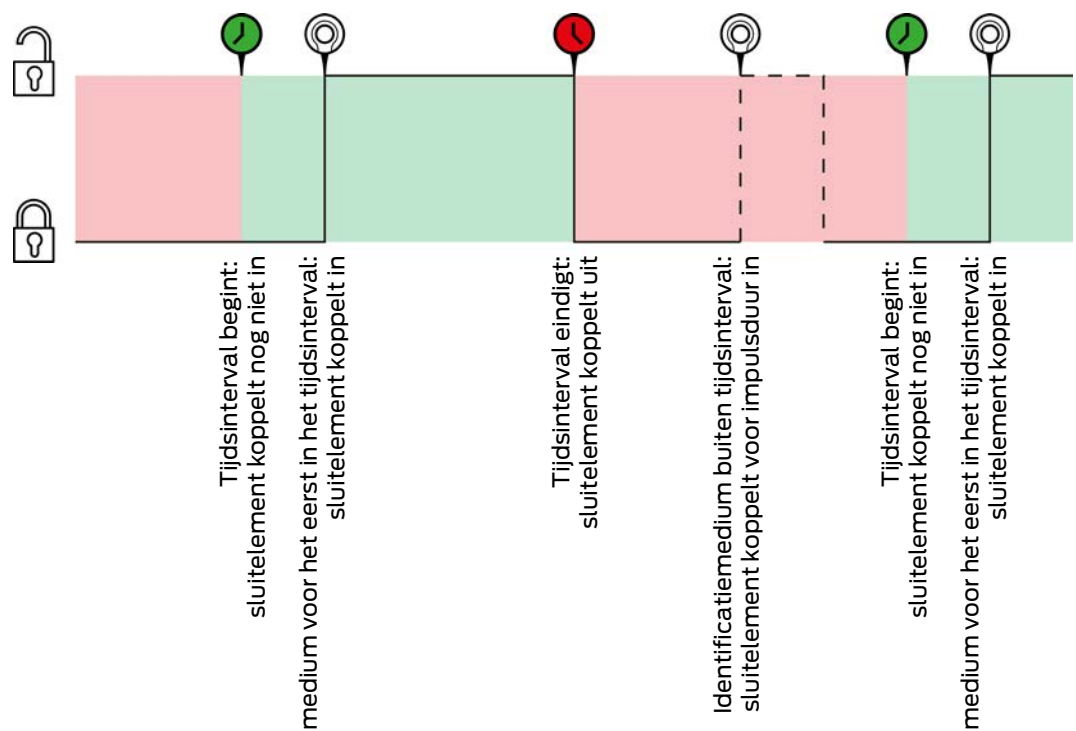 Tijdsinterval begint:
sluitelement koppelt nog niet in
medium voor het eerst in het tijdsinterval:
sluitelement koppelt in
Tijdsinterval eindigt:
sluitelement koppelt uit
Identificatiemedium buiten tijdsinterval:
sluitelement koppelt voor impulsduur in
Tijdsinterval begint:
sluitelement koppelt nog niet in
medium voor het eerst in het tijdsinterval:
sluitelement koppelt in